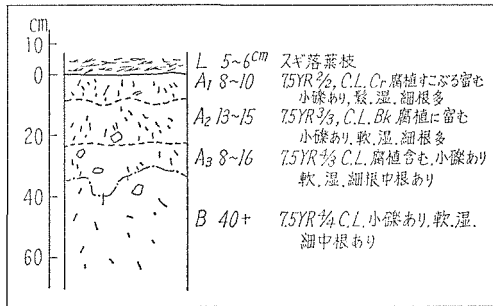 cm
10
0
20
40
60
L 5~6cm スギ落葉枝
A1 8~10 7.5YR 2/2, C.L. Cr 腐植すこぶる富む
小礫あり、鬆、湿、細根多
A2 13~15 7.5YR 3/3, C.L. Bk 腐植に富む
小礫あり、軟、湿、細根多
A3 8~16 7.5YR 4/3 C.L. 腐植含む、小礫あり
軟、湿、細根中根あり
B 40+ 7.5YR 4/4 C.L. 小礫あり、軟、湿、
細中根あり